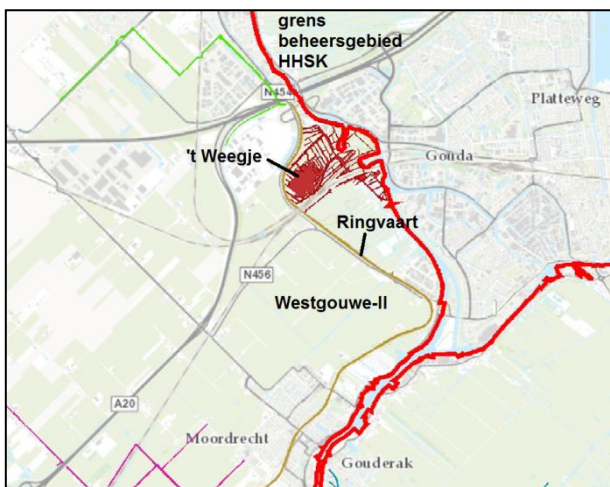 grens
beheersgebied
HHSK
N454
Platteweg
't Weegje
Gouda
Ringvaart
N456
Westgouwe-II
A20
Moordrecht
Gouderak